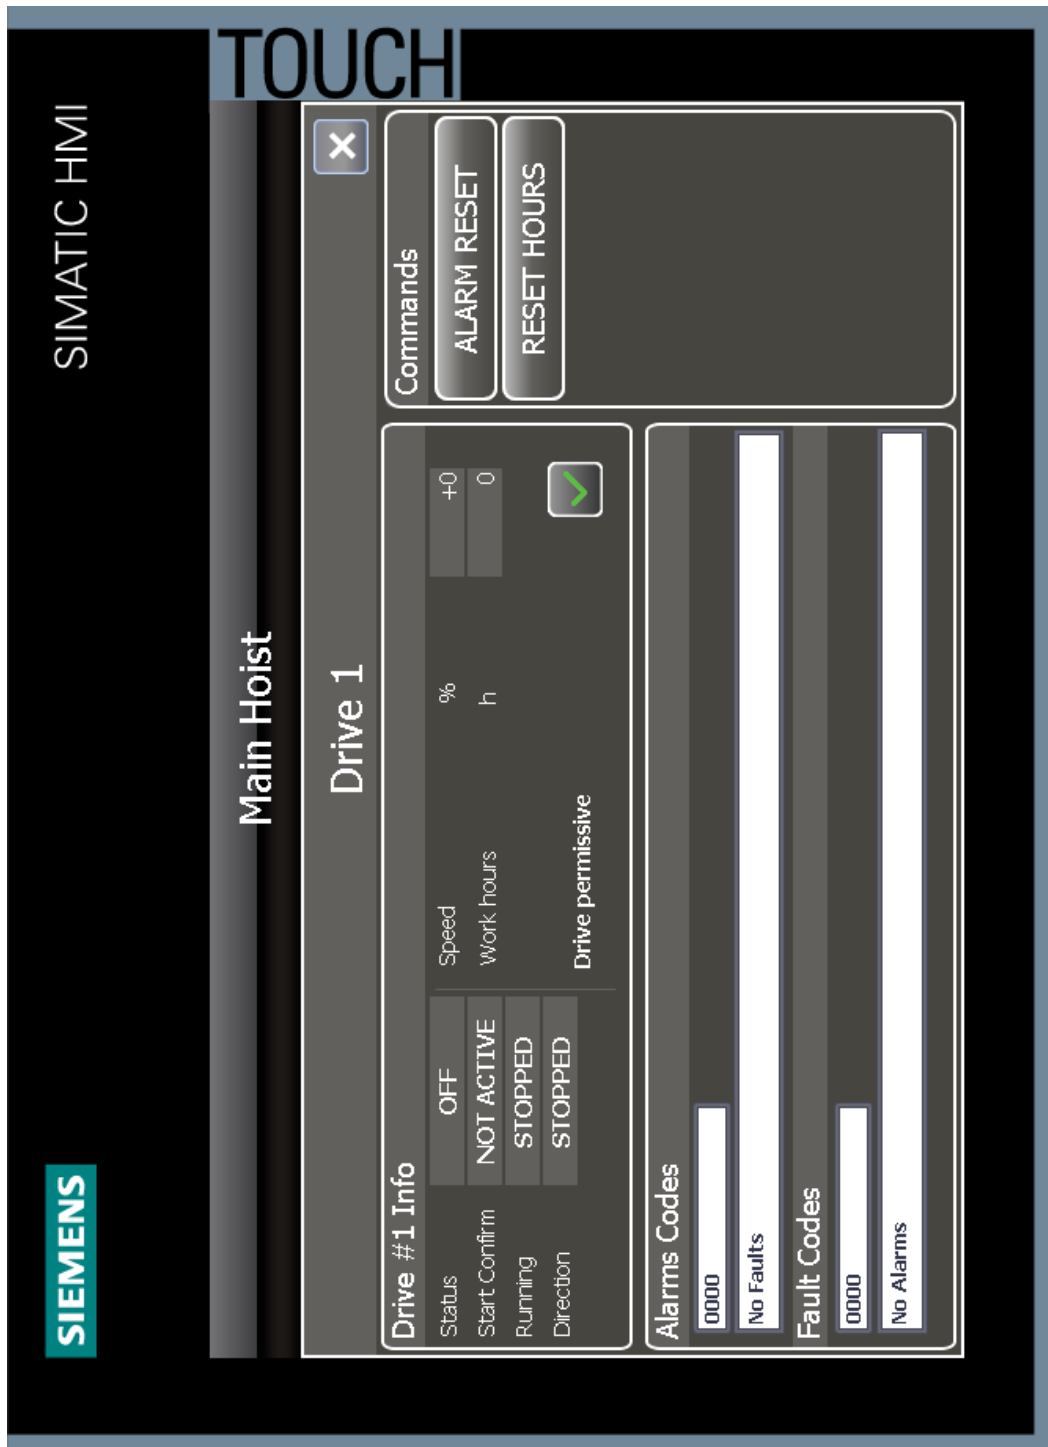 SIEMENS
SIMATIC HMI
TOUCH
Main Hoist
Drive 1
Drive #1 Info
Status OFF Speed % +0
Start Confirm NOT ACTIVE Work hours h 0
Running STOPPED
Direction STOPPED
Drive permissive
Commands
ALARM RESET
RESET HOURS
Alarms Codes
0000
No Faults
Fault Codes
0000
No Alarms